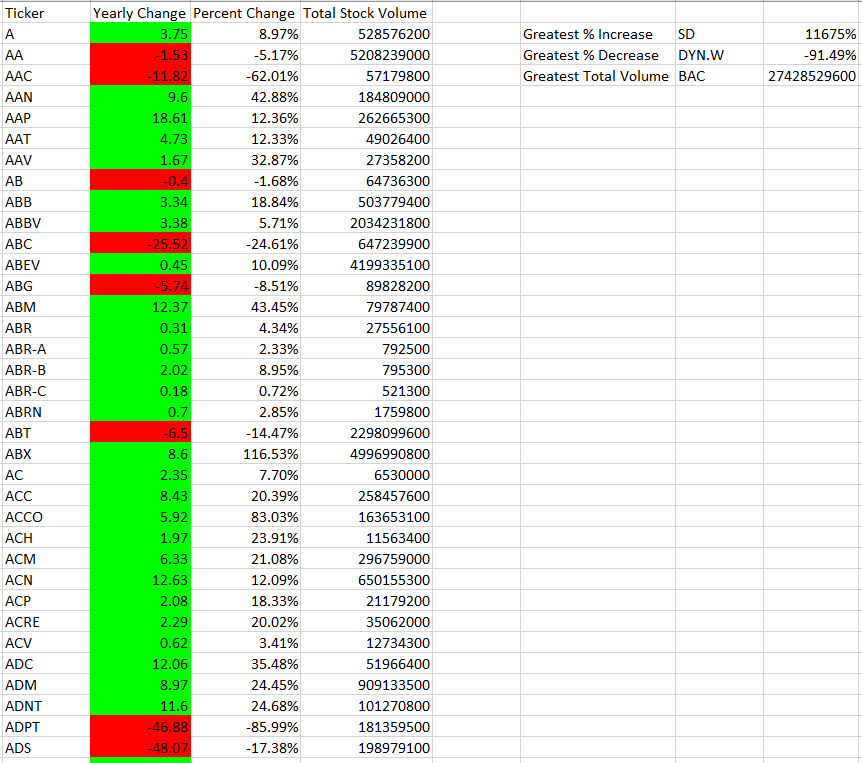 Ticker Yearly Change Percent Change Total Stock Volume
A 3.75 8.97% 528576200 Greatest % Increase SD 11675%
AA -1.53 -5.17% 5208239000 Greatest % Decrease DYN.W -91.49%
AAC -11.82 -62.01% 57179800 Greatest Total Volume BAC 27428529600
AAN 9.6 42.88% 184809000
AAP 18.61 12.36% 262665300
AAT 4.73 12.33% 49026400
AAV 1.67 32.87% 27358200
AB -0.4 -1.68% 64736300
ABB 3.34 18.84% 503779400
ABBV 3.38 5.71% 2034231800
ABC -25.52 -24.61% 647239900
ABEV 0.45 10.09% 4199335100
ABG -5.74 -8.51% 89828200
ABM 12.37 43.45% 79787400
ABR 0.31 4.34% 27556100
ABR-A 0.57 2.33% 792500
ABR-B 2.02 8.95% 795300
ABR-C 0.18 0.72% 521300
ABRN 0.7 2.85% 1759800
ABT -6.5 -14.47% 2298099600
ABX 8.6 116.53% 4996990800
AC 2.35 7.70% 6530000
ACC 8.43 20.39% 258457600
ACCO 5.92 83.03% 163653100
ACH 1.97 23.91% 11563400
ACM 6.33 21.08% 296759000
ACN 12.63 12.09% 650155300
ACP 2.08 18.33% 21179200
ACRE 2.29 20.02% 35062000
ACV 0.62 3.41% 12734300
ADC 12.06 35.48% 51966400
ADM 8.97 24.45% 909133500
ADNT 11.6 24.68% 101270800
ADPT -46.88 -85.99% 181359500
ADS -48.07 -17.38% 198979100